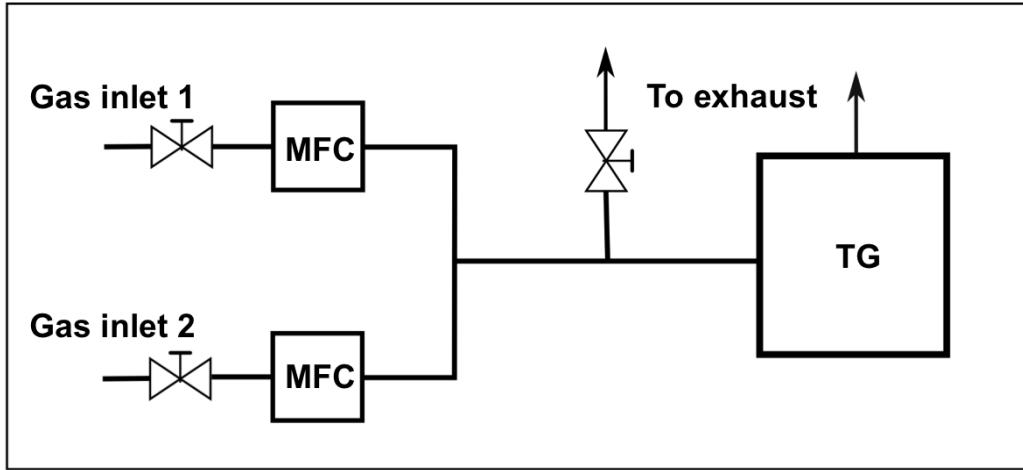 Gas inlet 1
MFC
To exhaust
TG
Gas inlet 2
MFC